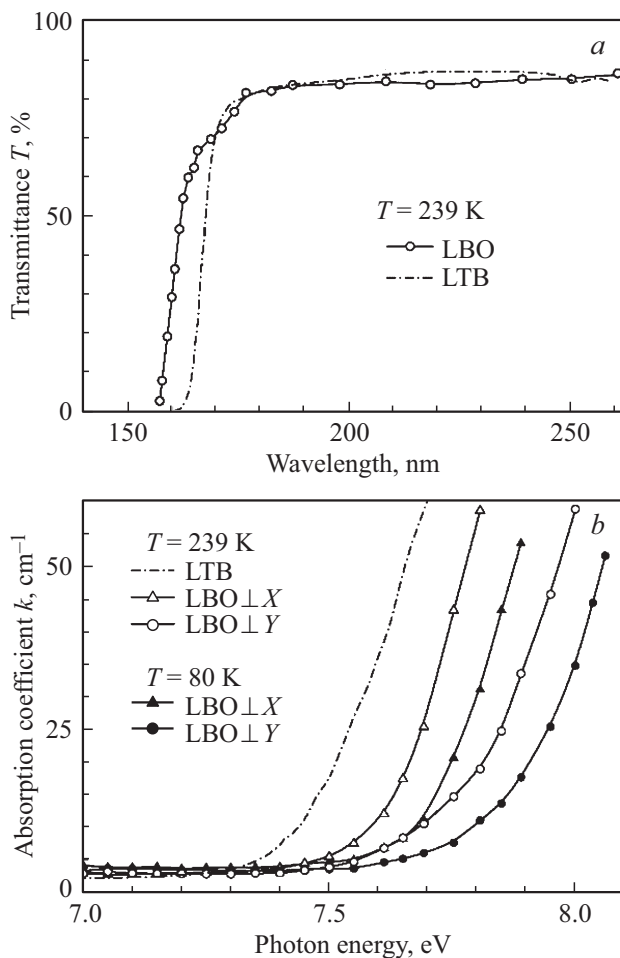 100
a
Transmittance T, %
50
T = 239 K
LBO
LTB
0
150 200 250
Wavelength, nm
b
T = 239 K
50
LTB
LBO⊥X
LBO⊥Y
T = 80 K
LBO⊥X
LBO⊥Y
25
Absorption coefficient k, cm⁻¹
0
7.0 7.5 8.0
Photon energy, eV